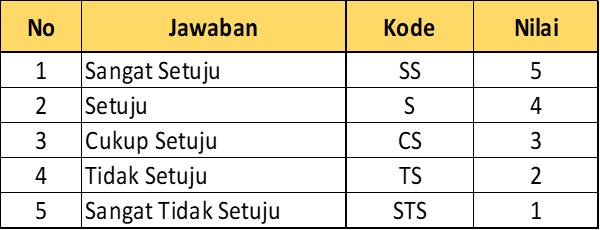 No Jawaban Kode Nilai
1 Sangat Setuju SS 5
2 Setuju S 4
3 Cukup Setuju CS 3
4 Tidak Setuju TS 2
5 Sangat Tidak Setuju STS 1